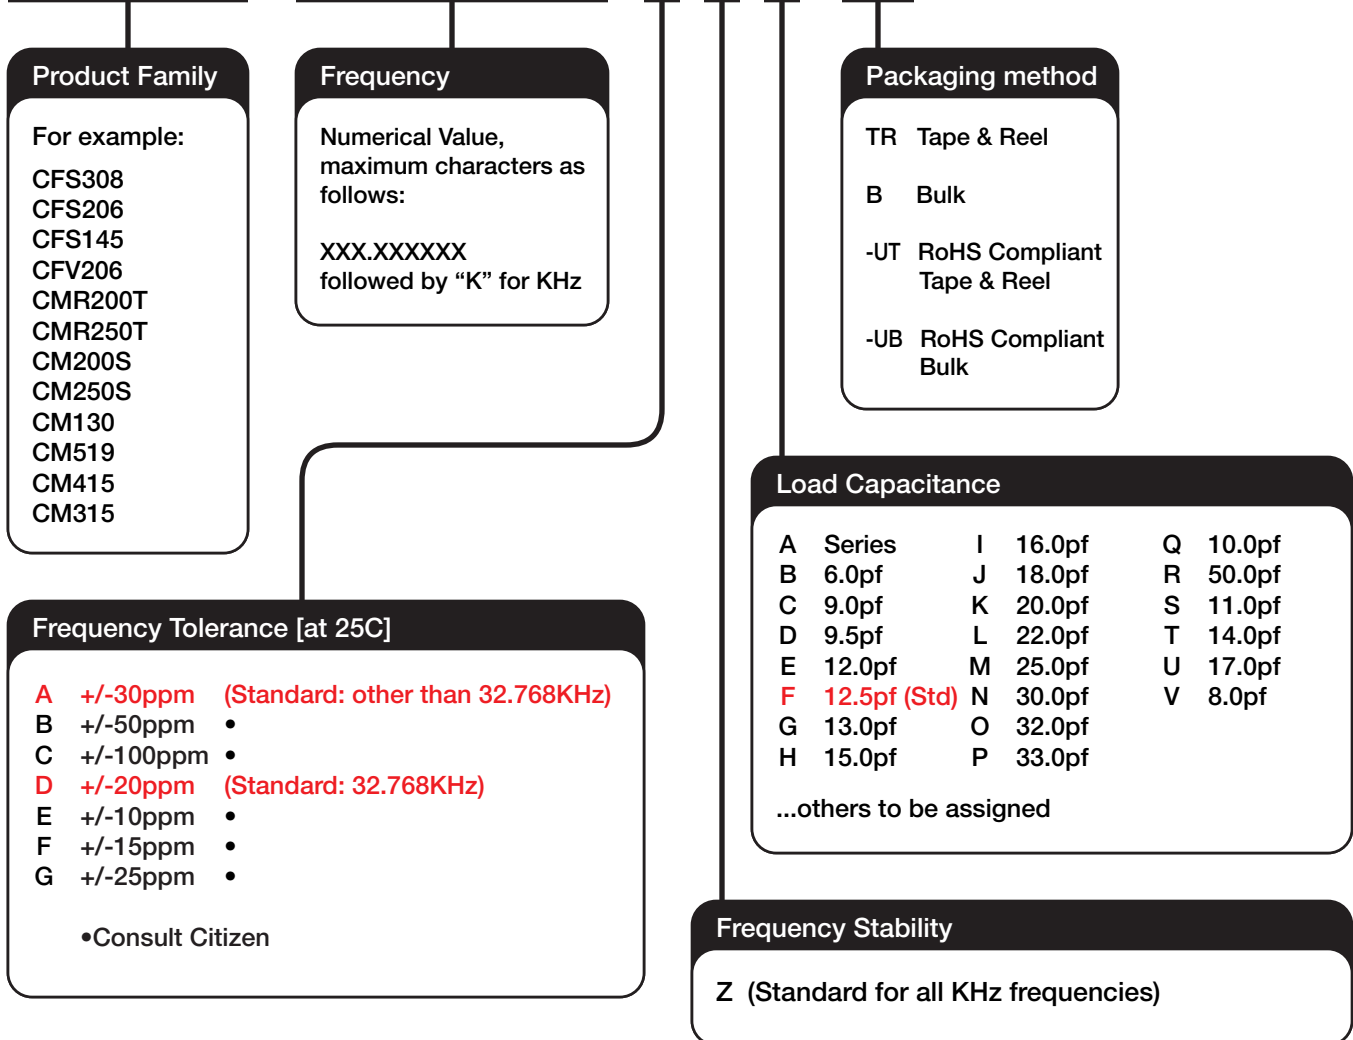 Product Family
For example:
CFS308
CFS206
CFS145
CFV206
CMR200T
CMR250T
CM200S
CM250S
CM130
CM519
CM415
CM315
Frequency
Numerical Value,
maximum characters as
follows:
XXX.XXXXXX
followed by “K” for KHz
Packaging method
TR Tape & Reel
B Bulk
-UT RoHS Compliant
Tape & Reel
-UB RoHS Compliant
Bulk
Load Capacitance
A Series I 16.0pf Q 10.0pf
B 6.0pf J 18.0pf R 50.0pf
C 9.0pf K 20.0pf S 11.0pf
D 9.5pf L 22.0pf T 14.0pf
E 12.0pf M 25.0pf U 17.0pf
F 12.5pf (Std) N 30.0pf V 8.0pf
G 13.0pf O 32.0pf
H 15.0pf P 33.0pf
...others to be assigned
Frequency Tolerance [at 25C]
A +/-30ppm (Standard: other than 32.768KHz)
B +/-50ppm •
C +/-100ppm •
D +/-20ppm (Standard: 32.768KHz)
E +/-10ppm •
F +/-15ppm •
G +/-25ppm •
•Consult Citizen
Frequency Stability
Z (Standard for all KHz frequencies)